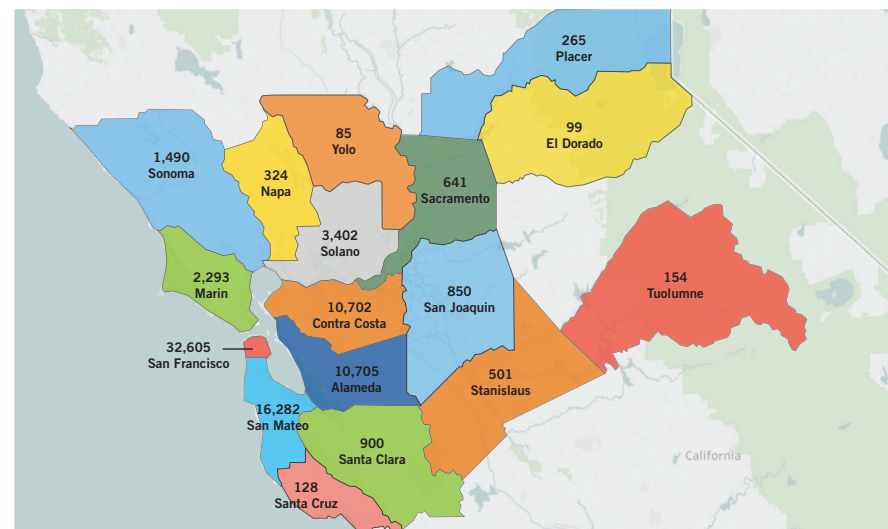 265
Placer
99
El Dorado
85
Yolo
1,490
Sonoma
324
Napa
641
Sacramento
3,402
Solano
2,293
Marin
154
Tuolumne
850
San Joaquin
10,702
Contra Costa
32,605
San Francisco
10,705
Alameda
501
Stanislaus
16,282
San Mateo
900
Santa Clara
California
128
Santa Cruz